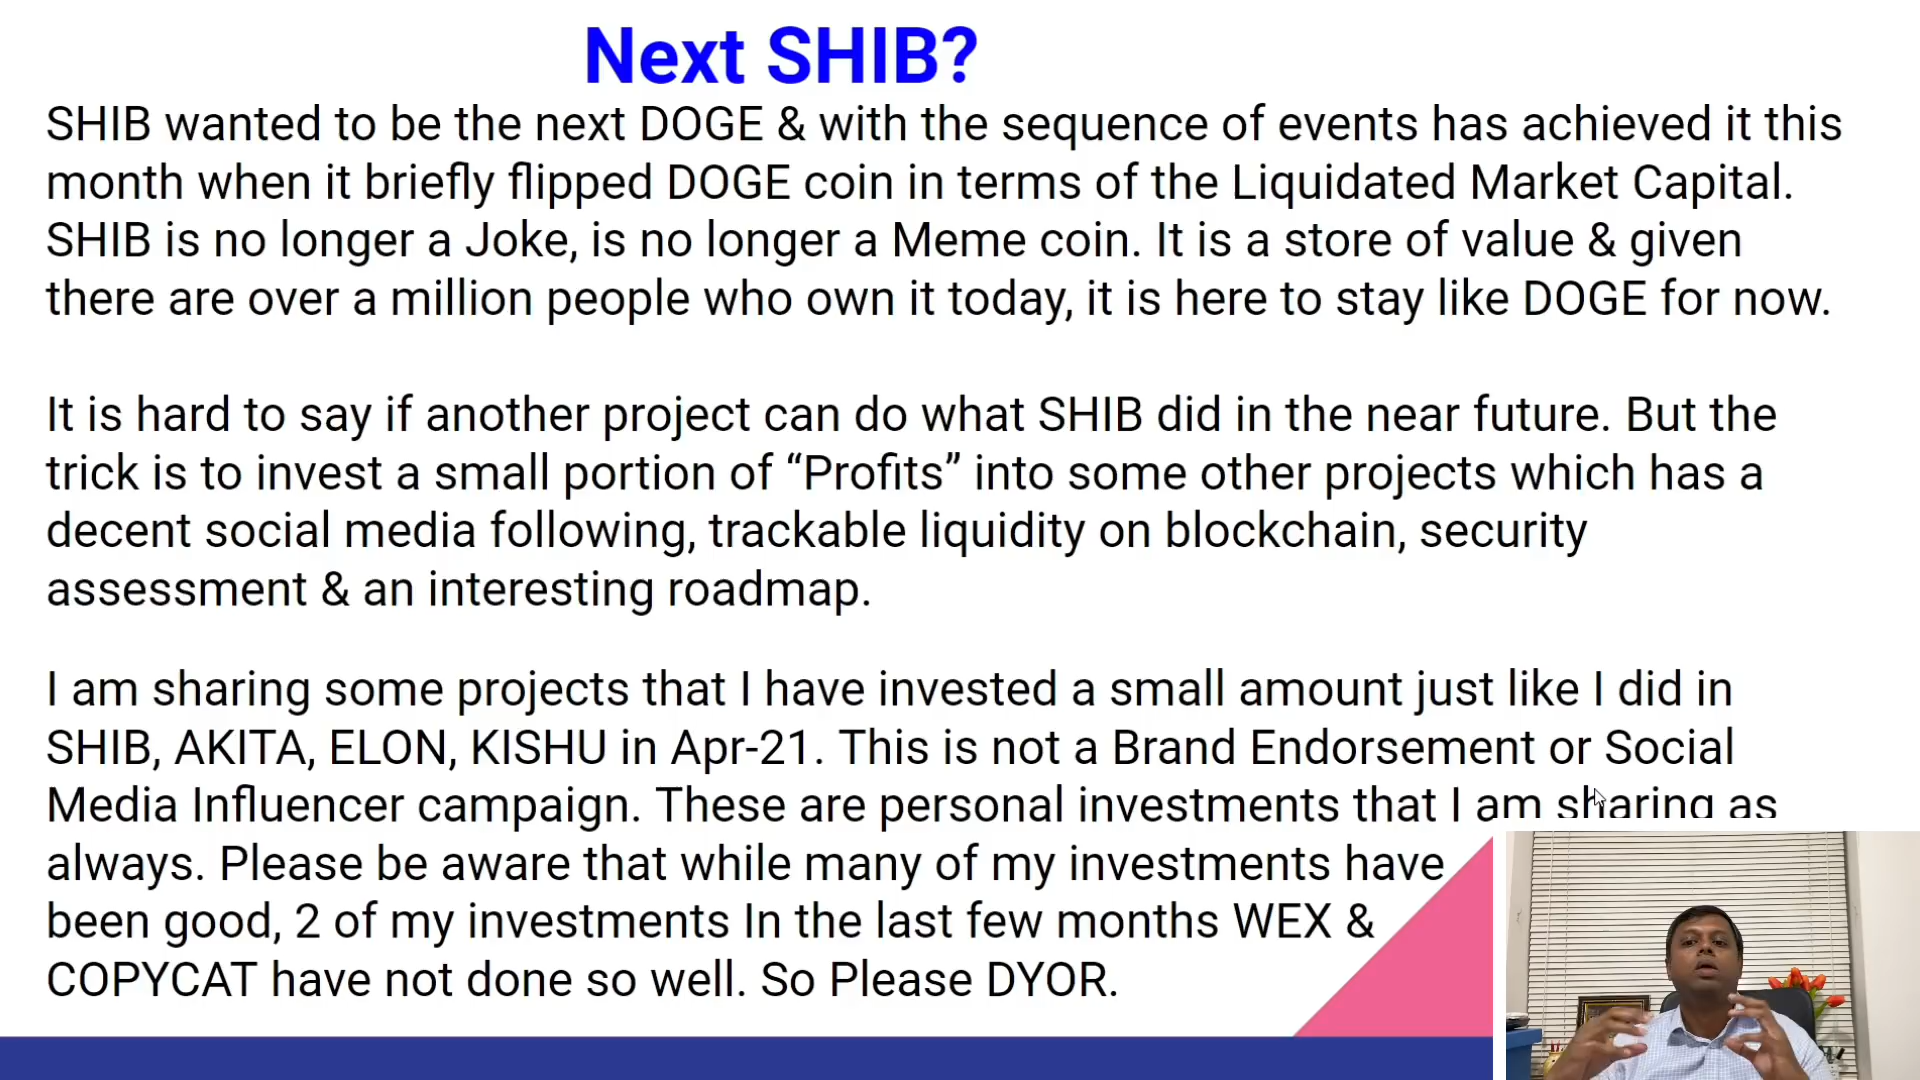 Next SHIB?
SHIB wanted to be the next DOGE & with the sequence of events has achieved it this
month when it briefly flipped DOGE coin in terms of the Liquidated Market Capital.
SHIB is no longer a Joke, is no longer a Meme coin. It is a store of value & given
there are over a million people who own it today, it is here to stay like DOGE for now.
It is hard to say if another project can do what SHIB did in the near future. But the
trick is to invest a small portion of “Profits” into some other projects which has a
decent social media following, trackable liquidity on blockchain, security
assessment & an interesting roadmap.
I am sharing some projects that I have invested a small amount just like I did in
SHIB, AKITA, ELON, KISHU in Apr-21. This is not a Brand Endorsement or Social
Media Influencer campaign. These are personal investments that I am sharing as
always. Please be aware that while many of my investments have
been good, 2 of my investments In the last few months WEX &
COPYCAT have not done so well. So Please DYOR.